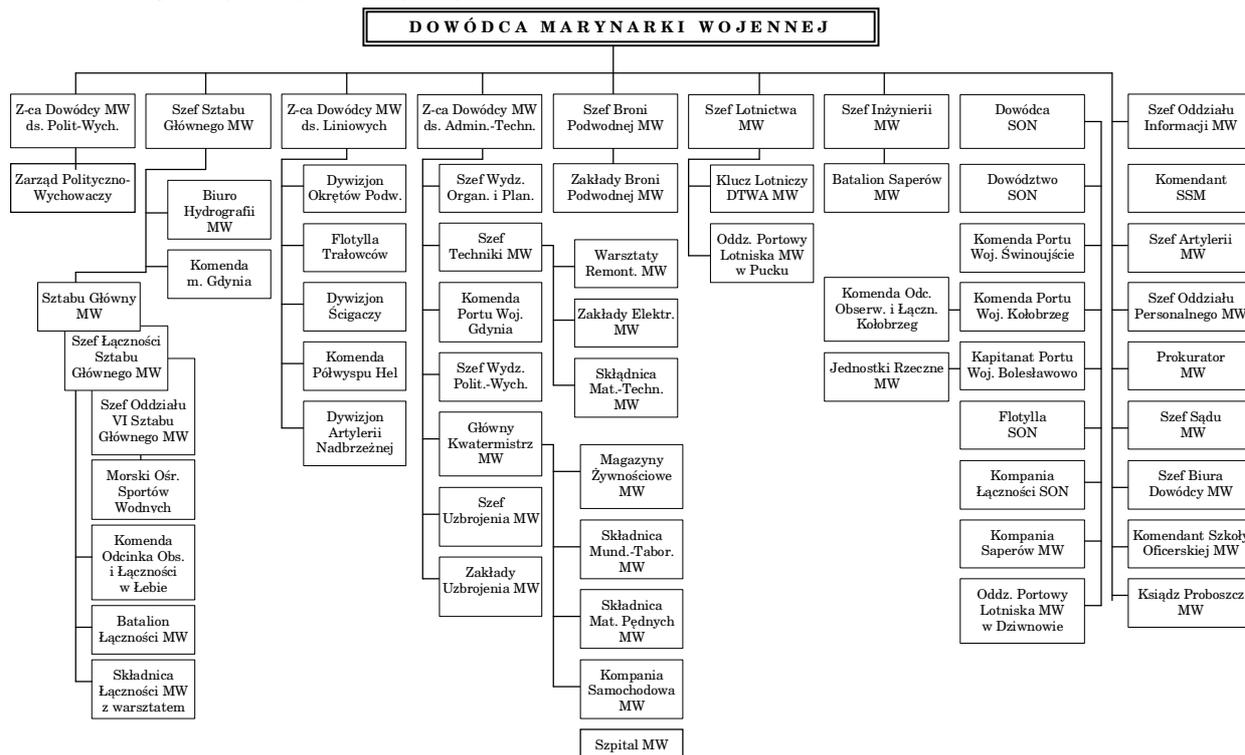 DOWÓDCA MARYNARKI WOJENNEJ
Z-ca Dowódcy MW
ds. Polit-Wych.
Zarząd Polityczno-
Wychowaczy
Szef Sztabu
Głównego MW
Biuro
Hydrografii
MW
Komenda
m. Gdynia
Sztabu Główny
MW
Szef Łączności
Sztabu
Głównego MW
Szef Oddziału
VI Sztabu
Głównego MW
Morski Ośr.
Sportów
Wodnych
Komenda
Odcinka Obs.
i Łączności
w Łebie
Batalion
Łączności MW
Składnica
Łączności MW
z warsztatem
Z-ca Dowódcy MW
ds. Liniowych
Dywizjon
Okrętów Podw.
Flotylla
Trałowców
Dywizjon
Ścigaczy
Komenda
Półwyspu Hel
Dywizjon
Artylerii
Nadbrzeżnej
Z-ca Dowódcy MW
ds. Admin.-Techn.
Szef Wydz.
Organ. i Plan.
Szef
Techniki MW
Komenda
Portu Woj.
Gdynia
Szef Wydz.
Polit.-Wych.
Główny
Kwatermistrz
MW
Szef
Uzbrojenia MW
Zakłady
Uzbrojenia MW
Warsztaty
Remont. MW
Zakłady Elektr.
MW
Skłądnica
Mat.-Techn.
MW
Magazyny
Żywnościowe
MW
Składnica
Mund.-Tabor.
MW
Składnica
Mat. Pędnych
MW
Kompania
Samochodowa
MW
Szpital MW
Szef Broni
Podwodnej MW
Zakłady Broni
Podwodnej MW
Szef Lotnictwa
MW
Klucz Lotniczy
DTWA MW
Oddz. Portowy
Lotniska MW
w Pucku
Szef Inżynierii
MW
Batalion Saperów
MW
Komenda Odc.
Obserw. i Łączn.
Kołobrzeg
Jednostki Rzeczne
MW
Dowódca
SON
Dowództwo
SON
Komenda Portu
Woj. Świnoujście
Komenda Portu
Woj. Kołobrzeg
Kapitanat Portu
Woj. Bolesławowo
Flotylla
SON
Kompania
Łączności SON
Kompania
Saperów MW
Oddz. Portowy
Lotniska MW
w Dziwnowie
Szef Oddziału
Informacji MW
Komendant
SSM
Szef Artylerii
MW
Szef Oddziału
Personalnego MW
Prokurator
MW
Szef Sądu
MW
Szef Biura
Dowódcy MW
Komendant Szkoły
Oficerskiej MW
Ksiądz Proboszcz
MW